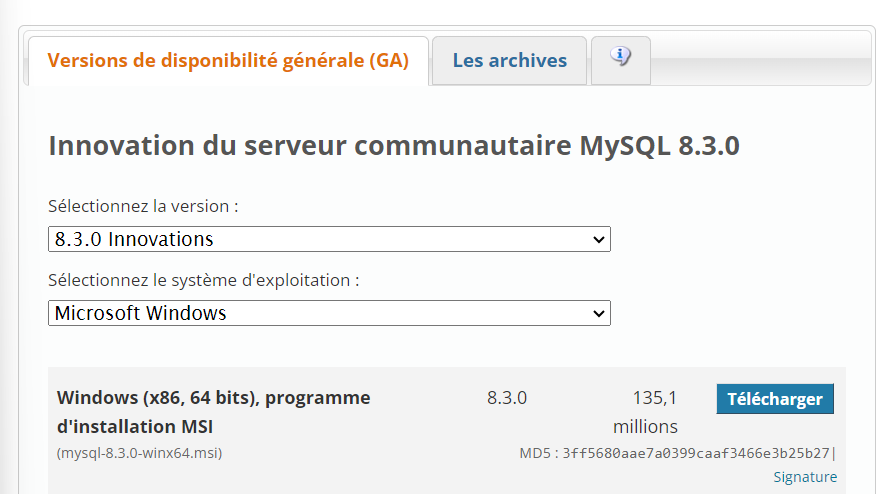 Versions de disponibilité générale (GA) Les archives
Innovation du serveur communautaire MySQL 8.3.0
Sélectionnez la version :
8.3.0 Innovations
Sélectionnez le système d'exploitation :
Microsoft Windows
Windows (x86, 64 bits), programme 8.3.0 135,1 Télécharger
d'installation MSI millions
(mysql-8.3.0-winx64.msi) MD5 : 3ff5680aae7a0399caaf3466e3b25b27|
Signature